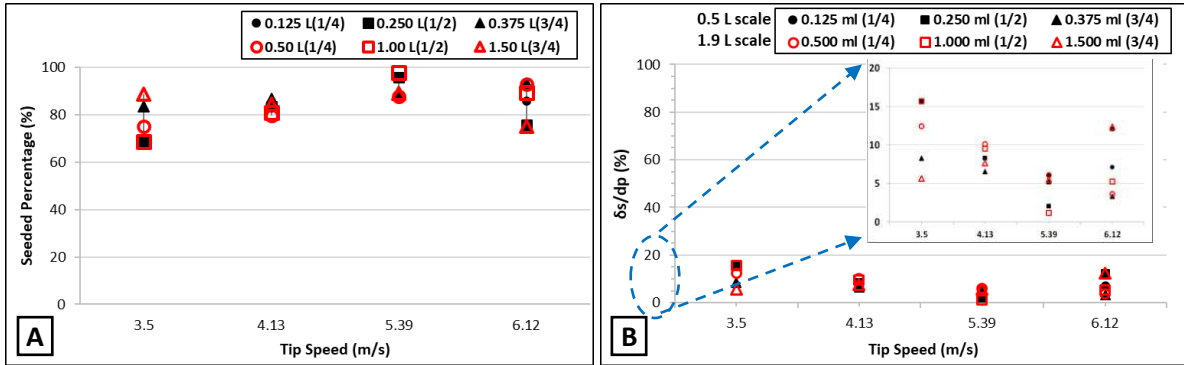 0.125 L(1/4) 0.250 L(1/2) 0.375 L(3/4)
0.50 L(1/4) 1.00 L(1/2) 1.50 L(3/4)
Seeded Percentage (%)
100
80
60
40
20
0
3.5 4.13 5.39 6.12
Tip Speed (m/s)
A
0.5 L scale 0.125 ml (1/4) 0.250 ml (1/2) 0.375 ml (3/4)
1.9 L scale 0.500 ml (1/4) 1.000 ml (1/2) 1.500 ml (3/4)
δs/dp (%)
100
80
60
40
20
0
20
15
10
5
0
3.5 4.13 5.39 6.12
3.5 4.13 5.39 6.12
Tip Speed (m/s)
B